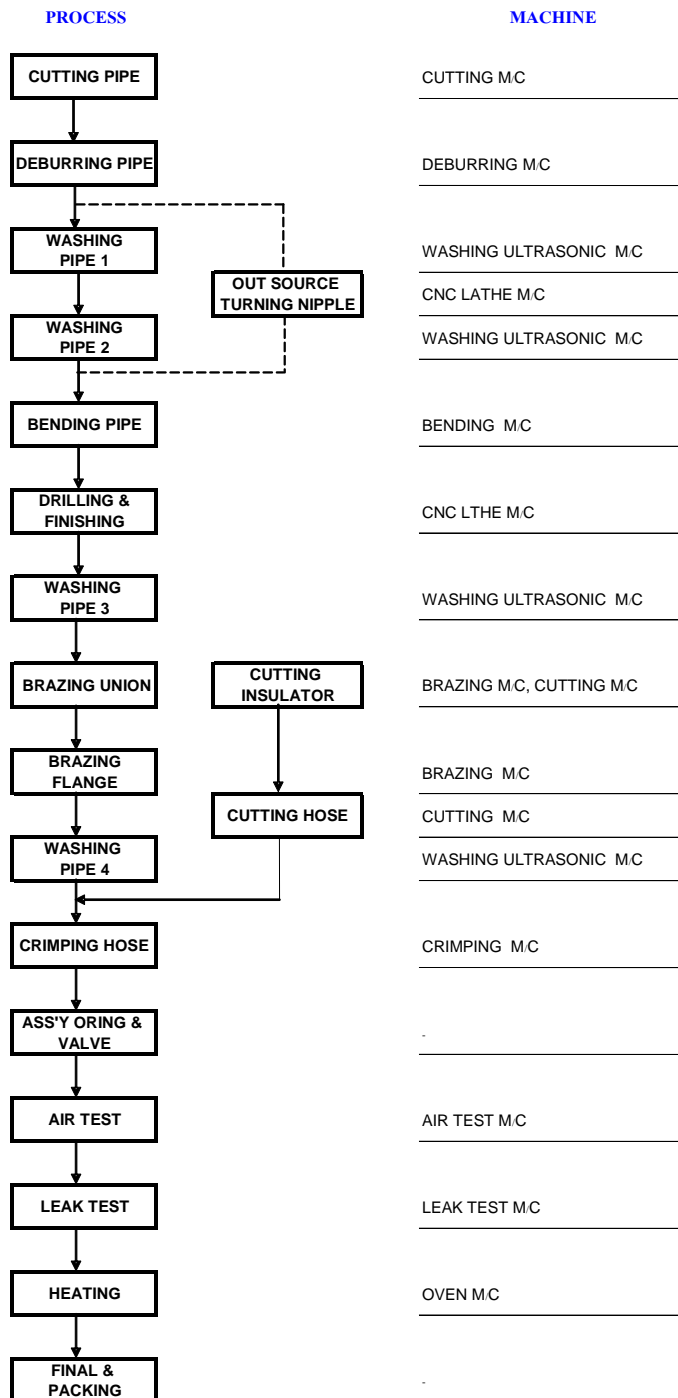 PROCESS
MACHINE
CUTTING PIPE
CUTTING M/C
DEBURRING PIPE
DEBURRING M/C
WASHING
PIPE 1
WASHING ULTRASONIC M/C
OUT SOURCE
TURNING NIPPLE
CNC LATHE M/C
WASHING
PIPE 2
WASHING ULTRASONIC M/C
BENDING PIPE
BENDING M/C
DRILLING &
FINISHING
CNC LTHE M/C
WASHING
PIPE 3
WASHING ULTRASONIC M/C
BRAZING UNION
CUTTING
INSULATOR
BRAZING M/C, CUTTING M/C
BRAZING
FLANGE
BRAZING M/C
CUTTING HOSE
CUTTING M/C
WASHING
PIPE 4
WASHING ULTRASONIC M/C
CRIMPING HOSE
CRIMPING M/C
ASS'Y ORING &
VALVE
-
AIR TEST
AIR TEST M/C
LEAK TEST
LEAK TEST M/C
HEATING
OVEN M/C
FINAL &
PACKING
-